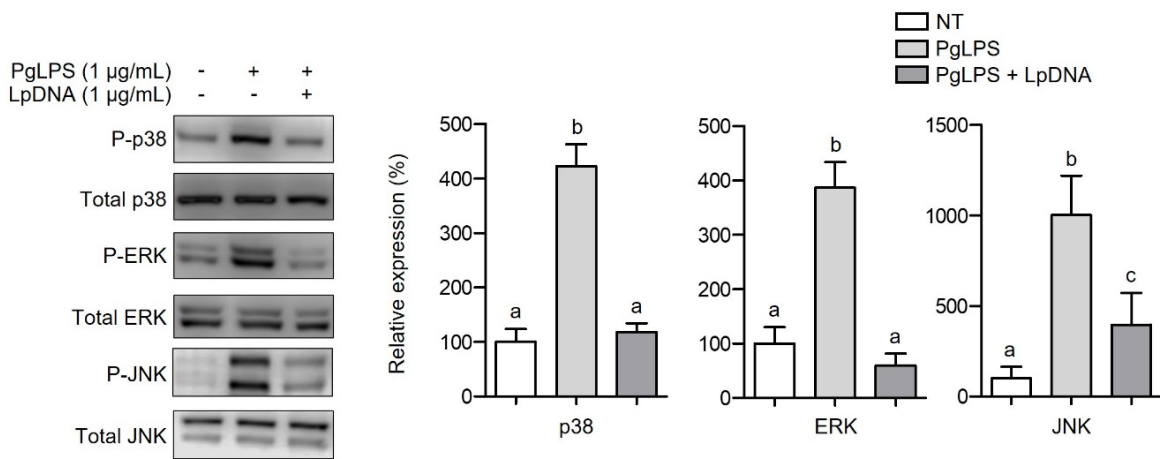 PgLPS (1 µg/mL) - + +
LpDNA (1 µg/mL) - - +
P-p38
Total p38
P-ERK
Total ERK
P-JNK
Total JNK
NT
PgLPS
PgLPS + LpDNA
Relative expression (%)
500
400
300
200
100
0
a
b
a
p38
500
400
300
200
100
0
a
b
a
ERK
1500
1000
500
0
a
b
c
JNK